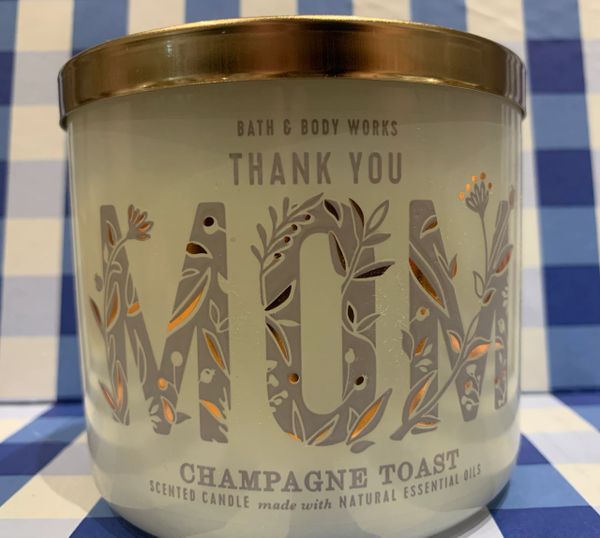 BATH & BODY WORKS
THANK YOU
MOM
CHAMPAGNE TOAST
SCENTED CANDLE made with NATURAL ESSENTIAL OILS